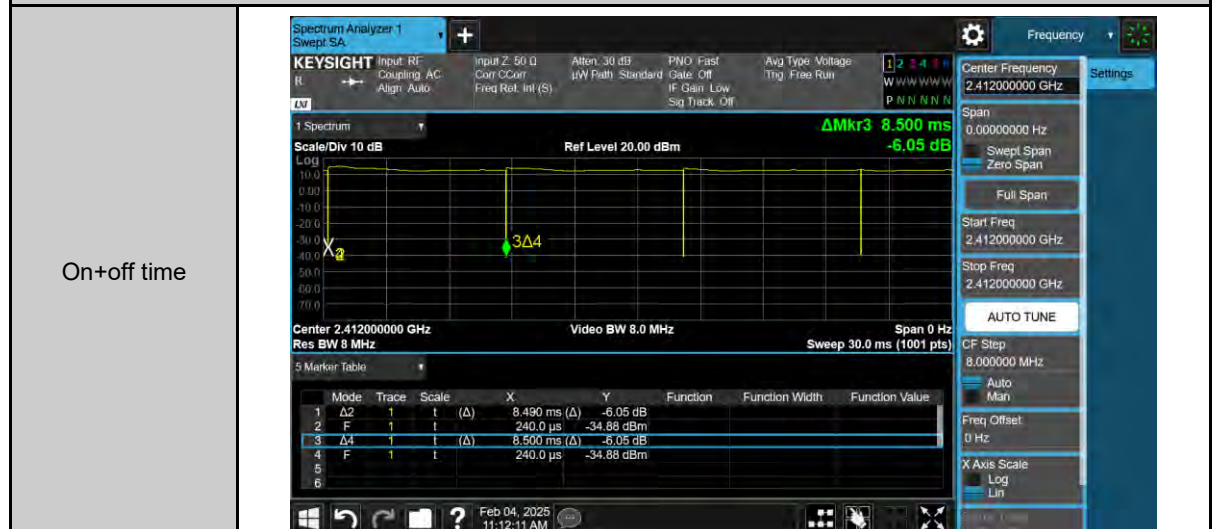 Spectrum Analyzer 1
Swept SA
Frequency
KEYSIGHT
R
LXI
Input: RF
Coupling: AC
Align: Auto
Input Z: 50 Ω
Corr CCorr
Freq Ref: Int (S)
Atten: 30 dB
µW Path: Standard
PNO: Fast
Gate: Off
IF Gain: Low
Sig Track: Off
Avg Type: Voltage
Trig: Free Run
1 2 3 4 5 6
W W W W W W
P N N N N N
Center Frequency
2.412000000 GHz
Settings
1 Spectrum
ΔMkr3 8.500 ms
-6.05 dB
Scale/Div 10 dB
Ref Level 20.00 dBm
Log
10.0
0.00
-10.0
-20.0
-30.0
-40.0
-50.0
-60.0
-70.0
X
3Δ4
Center 2.412000000 GHz
Video BW 8.0 MHz
Span 0 Hz
Res BW 8 MHz
Sweep 30.0 ms (1001 pts)
Span
0.00000000 Hz
Swept Span
Zero Span
Full Span
Start Freq
2.412000000 GHz
Stop Freq
2.412000000 GHz
AUTO TUNE
CF Step
8.000000 MHz
Auto
Man
Freq Offset
0 Hz
X Axis Scale
Log
Lin
On+off time
5 Marker Table
Mode Trace Scale X Y Function Function Width Function Value
1 Δ2 1 t (Δ) 8.490 ms (Δ) -6.05 dB
2 F 1 t 240.0 µs -34.88 dBm
3 Δ4 1 t (Δ) 8.500 ms (Δ) -6.05 dB
4 F 1 t 240.0 µs -34.88 dBm
5
6
?
Feb 04, 2025
11:12:11 AM